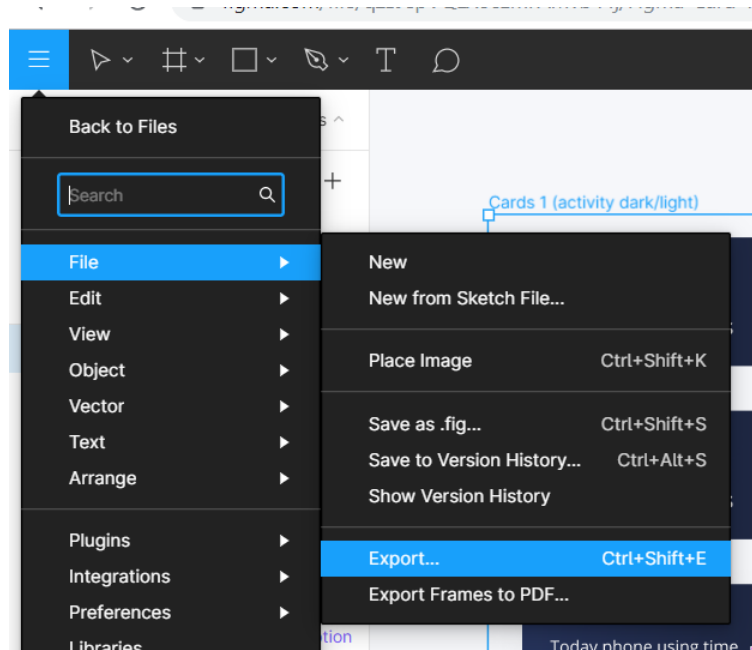 Back to Files
Search
File
Edit
View
Object
Vector
Text
Arrange
Plugins
Integrations
Preferences
Libraries
Cards 1 (activity dark/light)
New
New from Sketch File...
Place Image Ctrl+Shift+K
Save as .fig... Ctrl+Shift+S
Save to Version History... Ctrl+Alt+S
Show Version History
Export... Ctrl+Shift+E
Export Frames to PDF...
Today phone using time